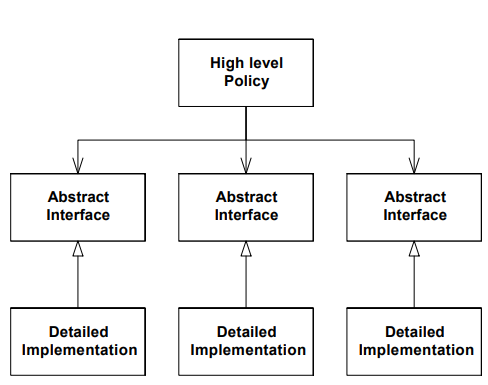 High level
Policy
Abstract
Interface
Abstract
Interface
Abstract
Interface
Detailed
Implementation
Detailed
Implementation
Detailed
Implementation